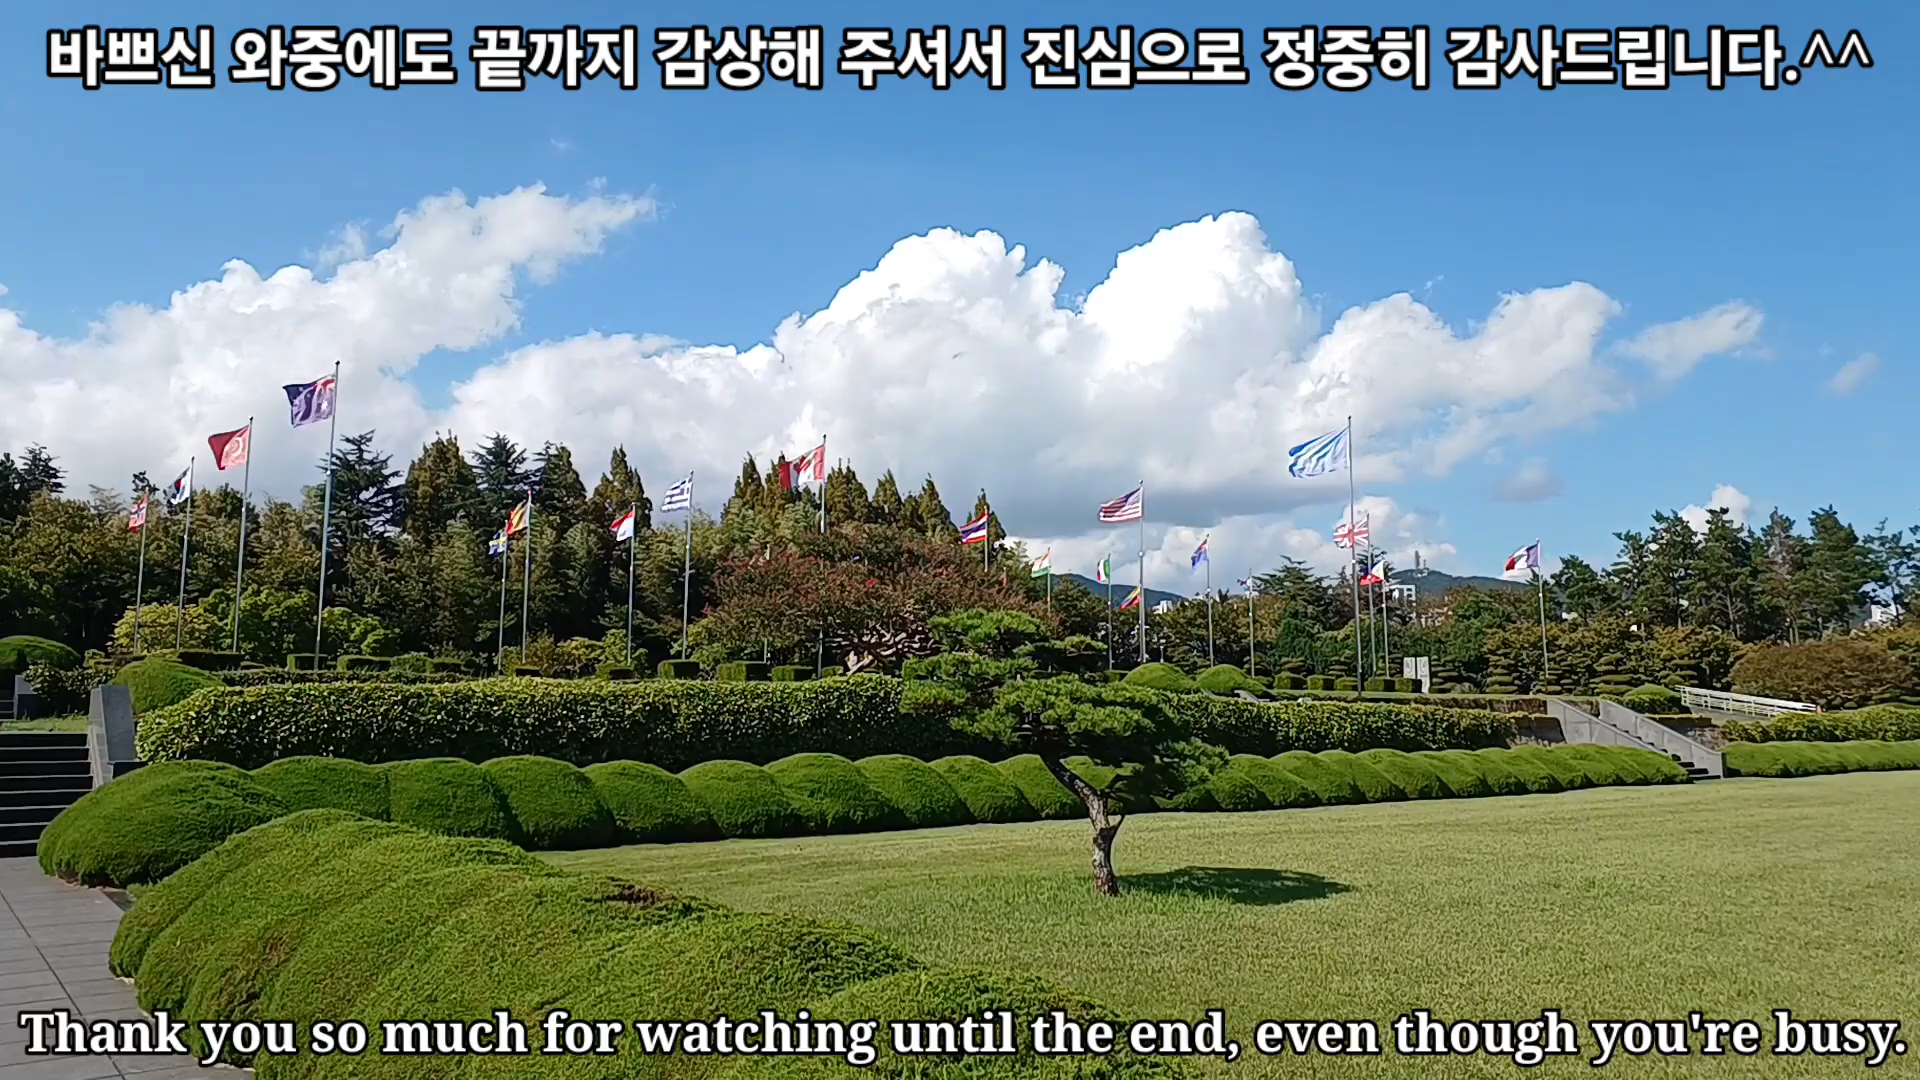 바쁘신 와중에도 끝까지 감상해 주셔서 진심으로 정중히 감사드립니다.^^
Thank you so much for watching until the end, even though you're busy.